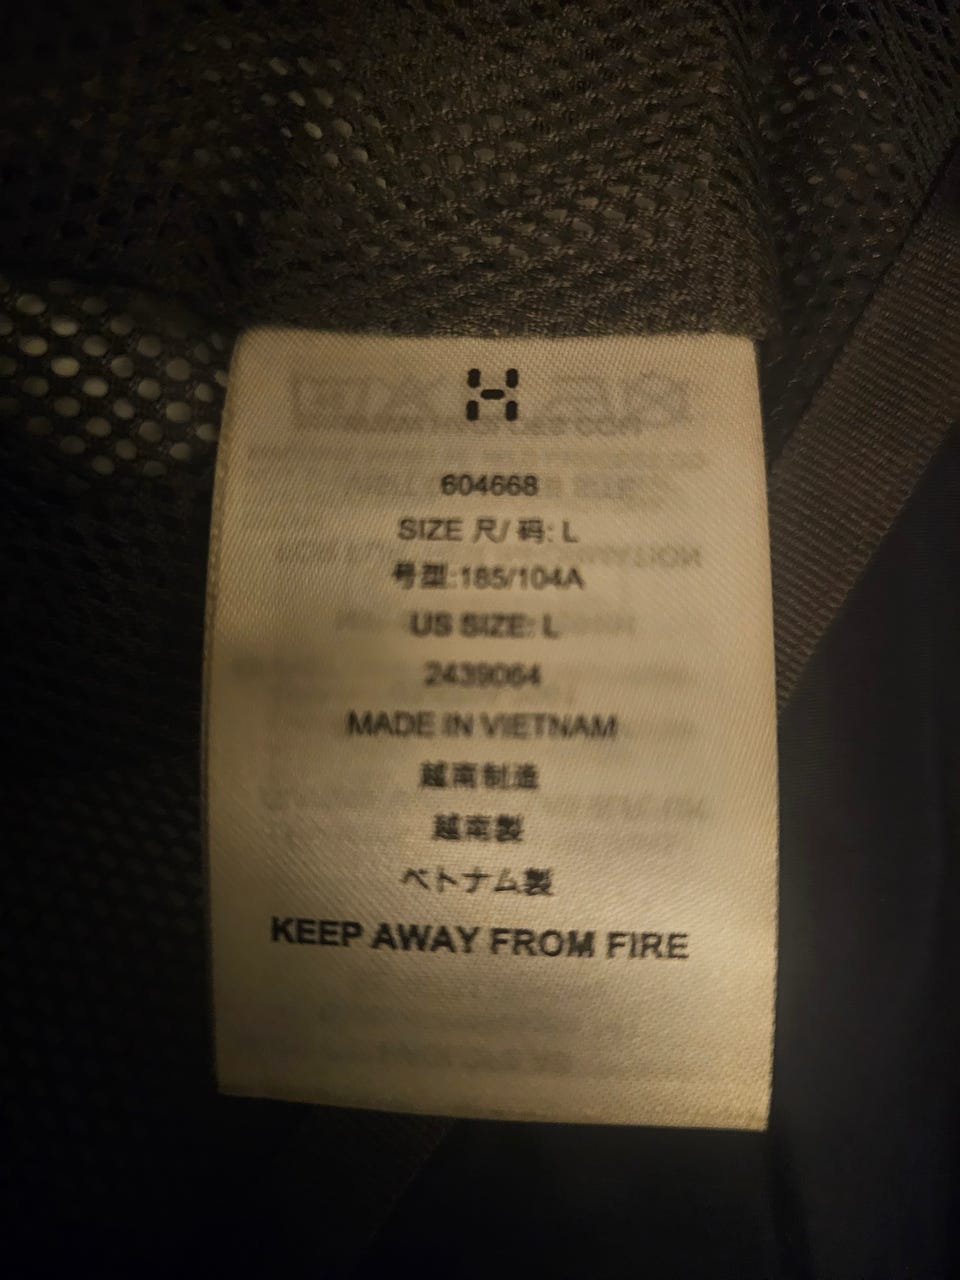 604668
SIZE 尺/ 码: L
号型:185/104A
US SIZE: L
2439064
MADE IN VIETNAM
越南制造
越南製
ベトナム製
KEEP AWAY FROM FIRE